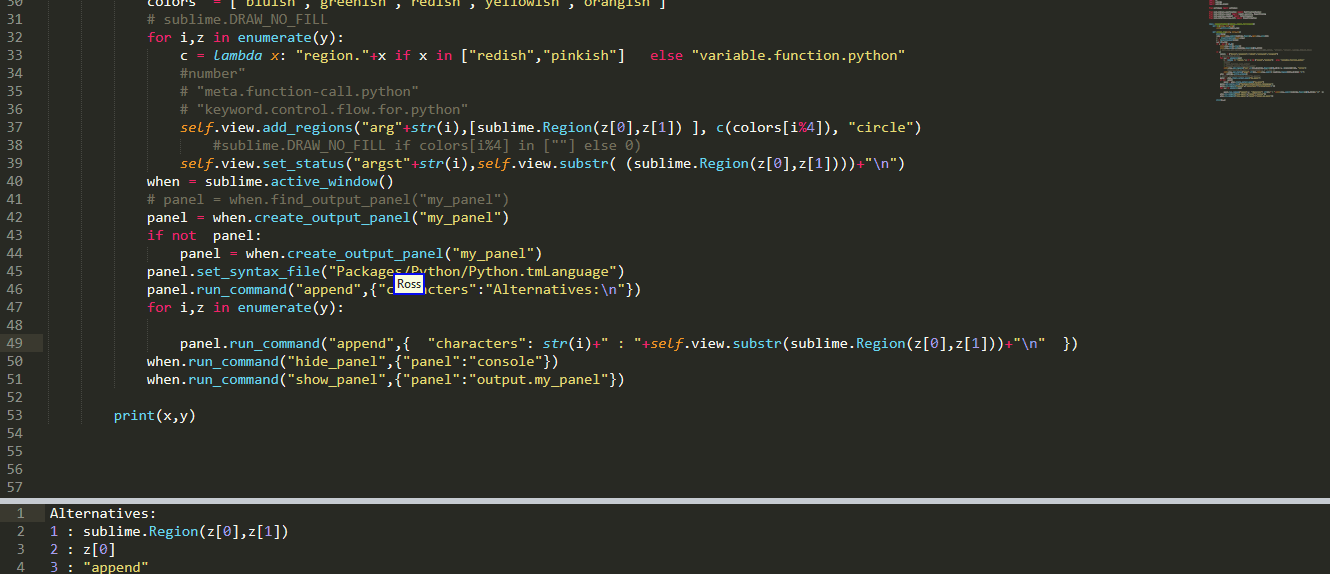 30 colors = ["bluish","greenish","redish","yellowish","orangish"]
31 # sublime.DRAW_NO_FILL
32 for i,z in enumerate(y):
33 c = lambda x: "region."+x if x in ["redish","pinkish"]   else "variable.function.python"
34 #number"
35 # "meta.function-call.python"
36 # "keyword.control.flow.for.python"
37 self.view.add_regions("arg"+str(i),[sublime.Region(z[0],z[1]) ], c(colors[i%4]), "circle")
38 #sublime.DRAW_NO_FILL if colors[i%4] in [""] else 0)
39 self.view.set_status("argst"+str(i),self.view.substr( (sublime.Region(z[0],z[1])))+"\n")
40 when = sublime.active_window()
41 # panel = when.find_output_panel("my_panel")
42 panel = when.create_output_panel("my_panel")
43 if not  panel:
44 panel = when.create_output_panel("my_panel")
45 panel.set_syntax_file("Packages/Python/Python.tmLanguage")
Ross
46 panel.run_command("append",{"characters":"Alternatives:\n"})
47 for i,z in enumerate(y):
48
49 panel.run_command("append",{  "characters": str(i)+" : "+self.view.substr(sublime.Region(z[0],z[1]))+"\n"  })
50 when.run_command("hide_panel",{"panel":"console"})
51 when.run_command("show_panel",{"panel":"output.my_panel"})
52
53 print(x,y)
54
55
56
57
1 Alternatives:
2 1 : sublime.Region(z[0],z[1])
3 2 : z[0]
4 3 : "append"